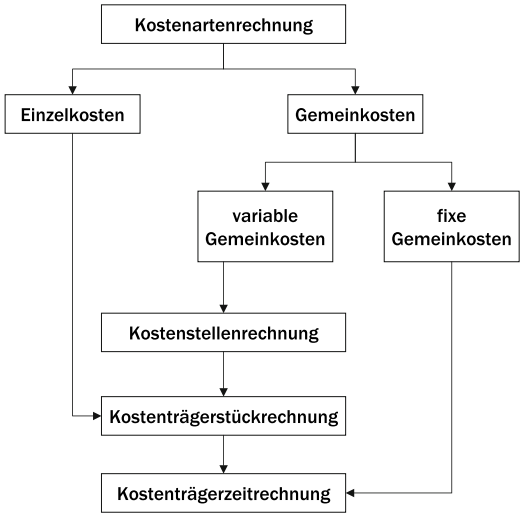 Kostenartenrechnung
Einzelkosten
Gemeinkosten
variable
Gemeinkosten
fixe
Gemeinkosten
Kostenstellenrechnung
Kostenträgerstückrechnung
Kostenträgerzeitrechnung